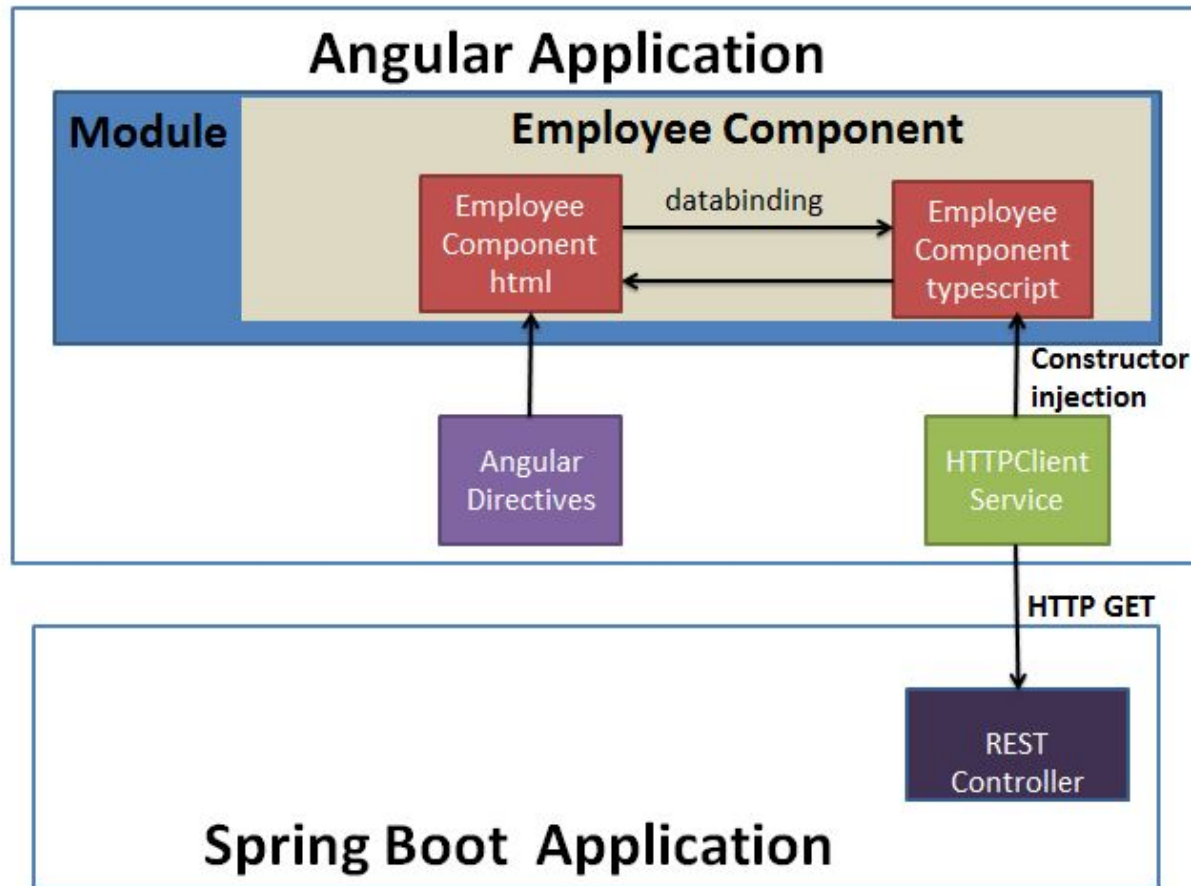 Angular Application
Module
Employee Component
Employee
Component
html
databinding
Employee
Component
typescript
Constructor
injection
Angular
Directives
HTTPClient
Service
HTTP GET
REST
Controller
Spring Boot Application